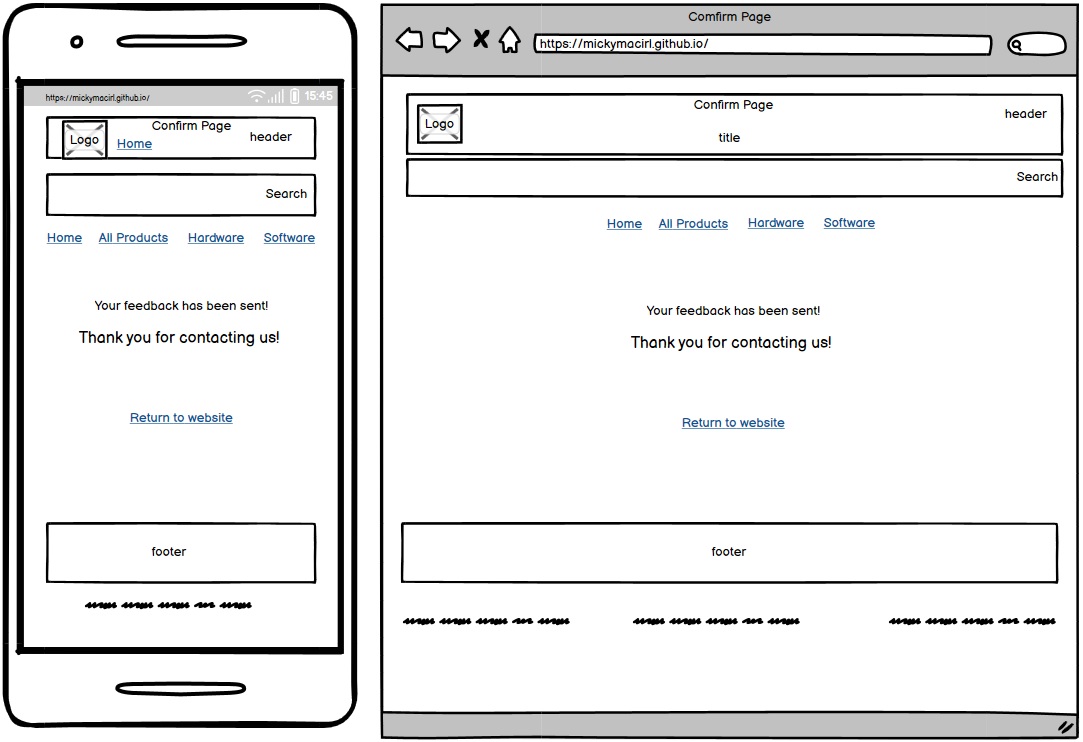 https://mickymacirl.github.io/ 15:45
Logo Confirm Page header
Home
Search
Home All Products Hardware Software
Your feedback has been sent!
Thank you for contacting us!
Return to website
footer
Comfirm Page
https://mickymacirl.github.io/
Logo Comfirm Page header
title
Search
Home All Products Hardware Software
Your feedback has been sent!
Thank you for contacting us!
Return to website
footer